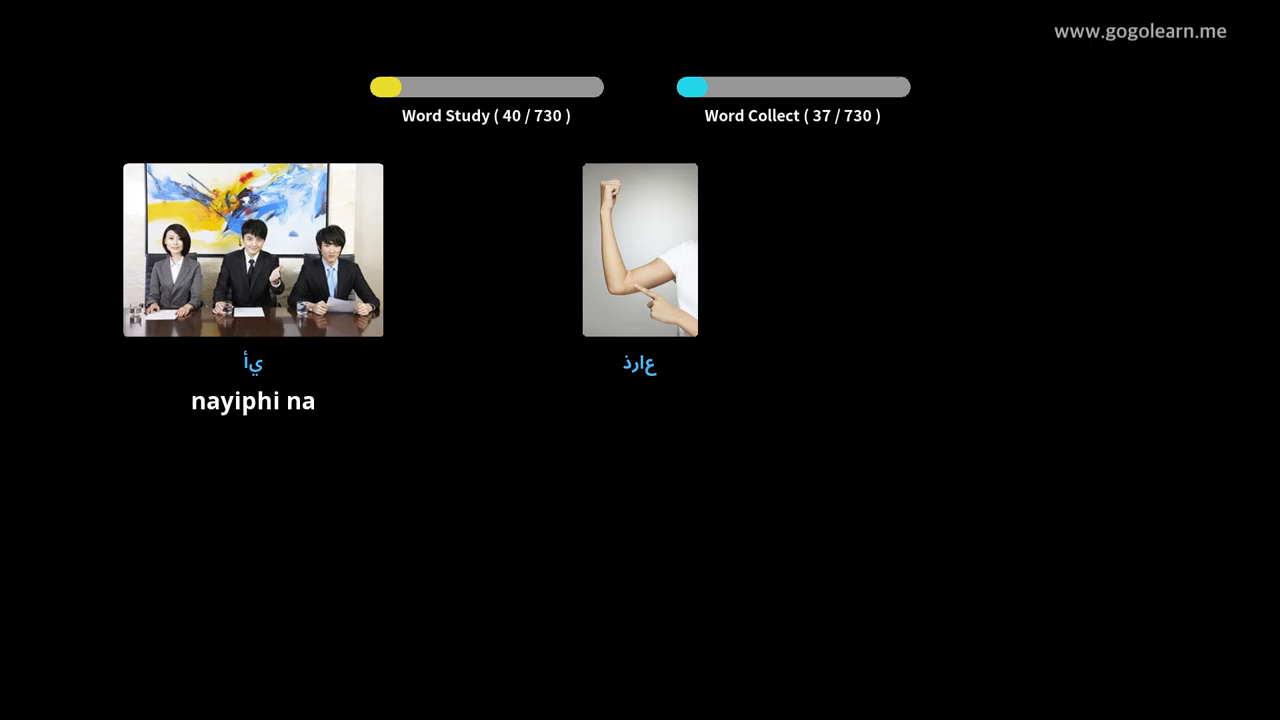 www.gogolearn.me
Word Study ( 40 / 730 )
Word Collect ( 37 / 730 )
أي
ذراع
nayiphi na